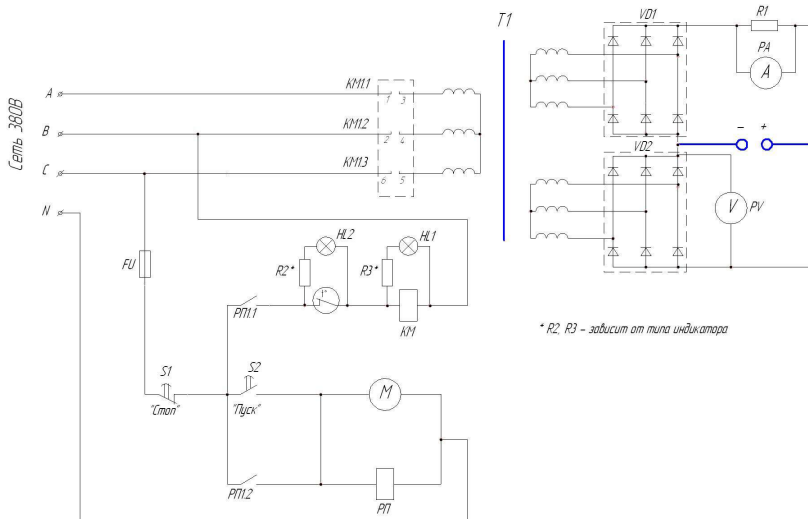 T1
VD1
R1
PA
A
Сеть 380В
A
KM1.1
1 3
B
KM1.2
2 4
C
KM1.3
6 5
N
- +
VD2
V PV
HL2
HL1
FU
R2*
R3*
t°
РП1.1
KM
* R2, R3 – зависит от типа индикатора
S1
S2
M
"Стоп"
"Пуск"
РП1.2
РП